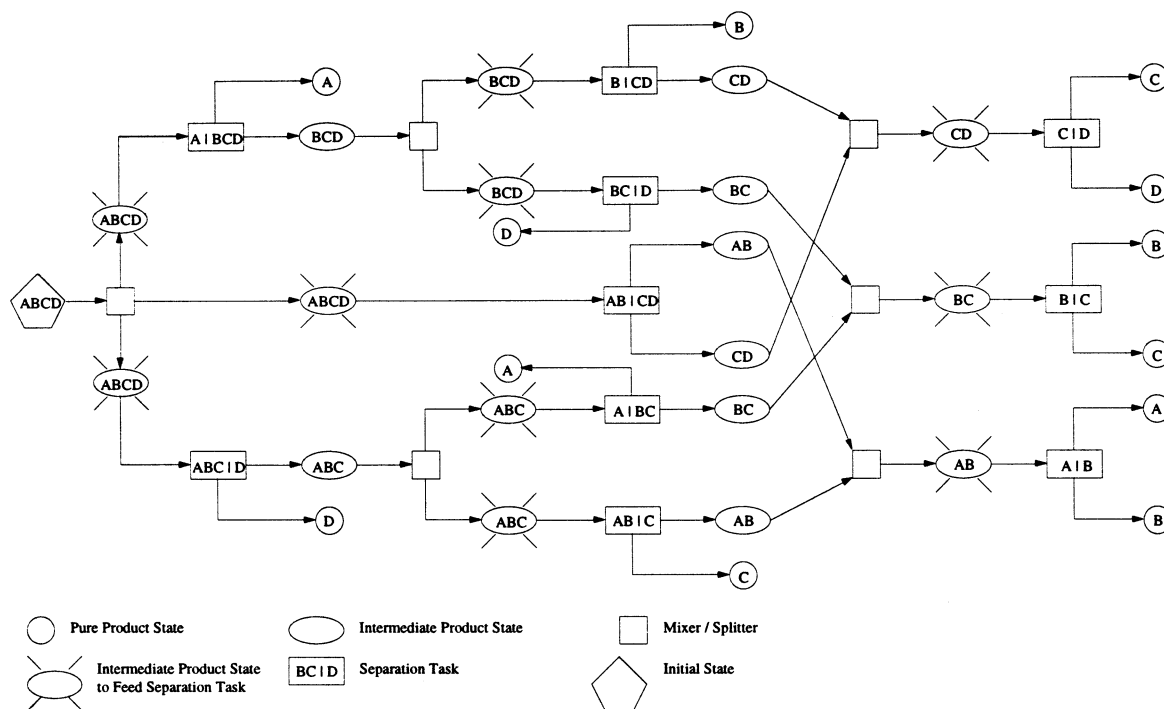 B
A
BCD
B|CD
CD
C
A|BCD
BCD
CD
C|D
BCD
BC|D
BC
D
ABCD
D
AB
B
ABCD
ABCD
AB|CD
BC
B|C
CD
C
A
ABCD
ABC
A|BC
BC
A
ABC|D
ABC
AB
A|B
D
ABC
AB|C
AB
B
C
Pure Product State
Intermediate Product State
Mixer / Splitter
Intermediate Product State
to Feed Separation Task
BC|D
Separation Task
Initial State